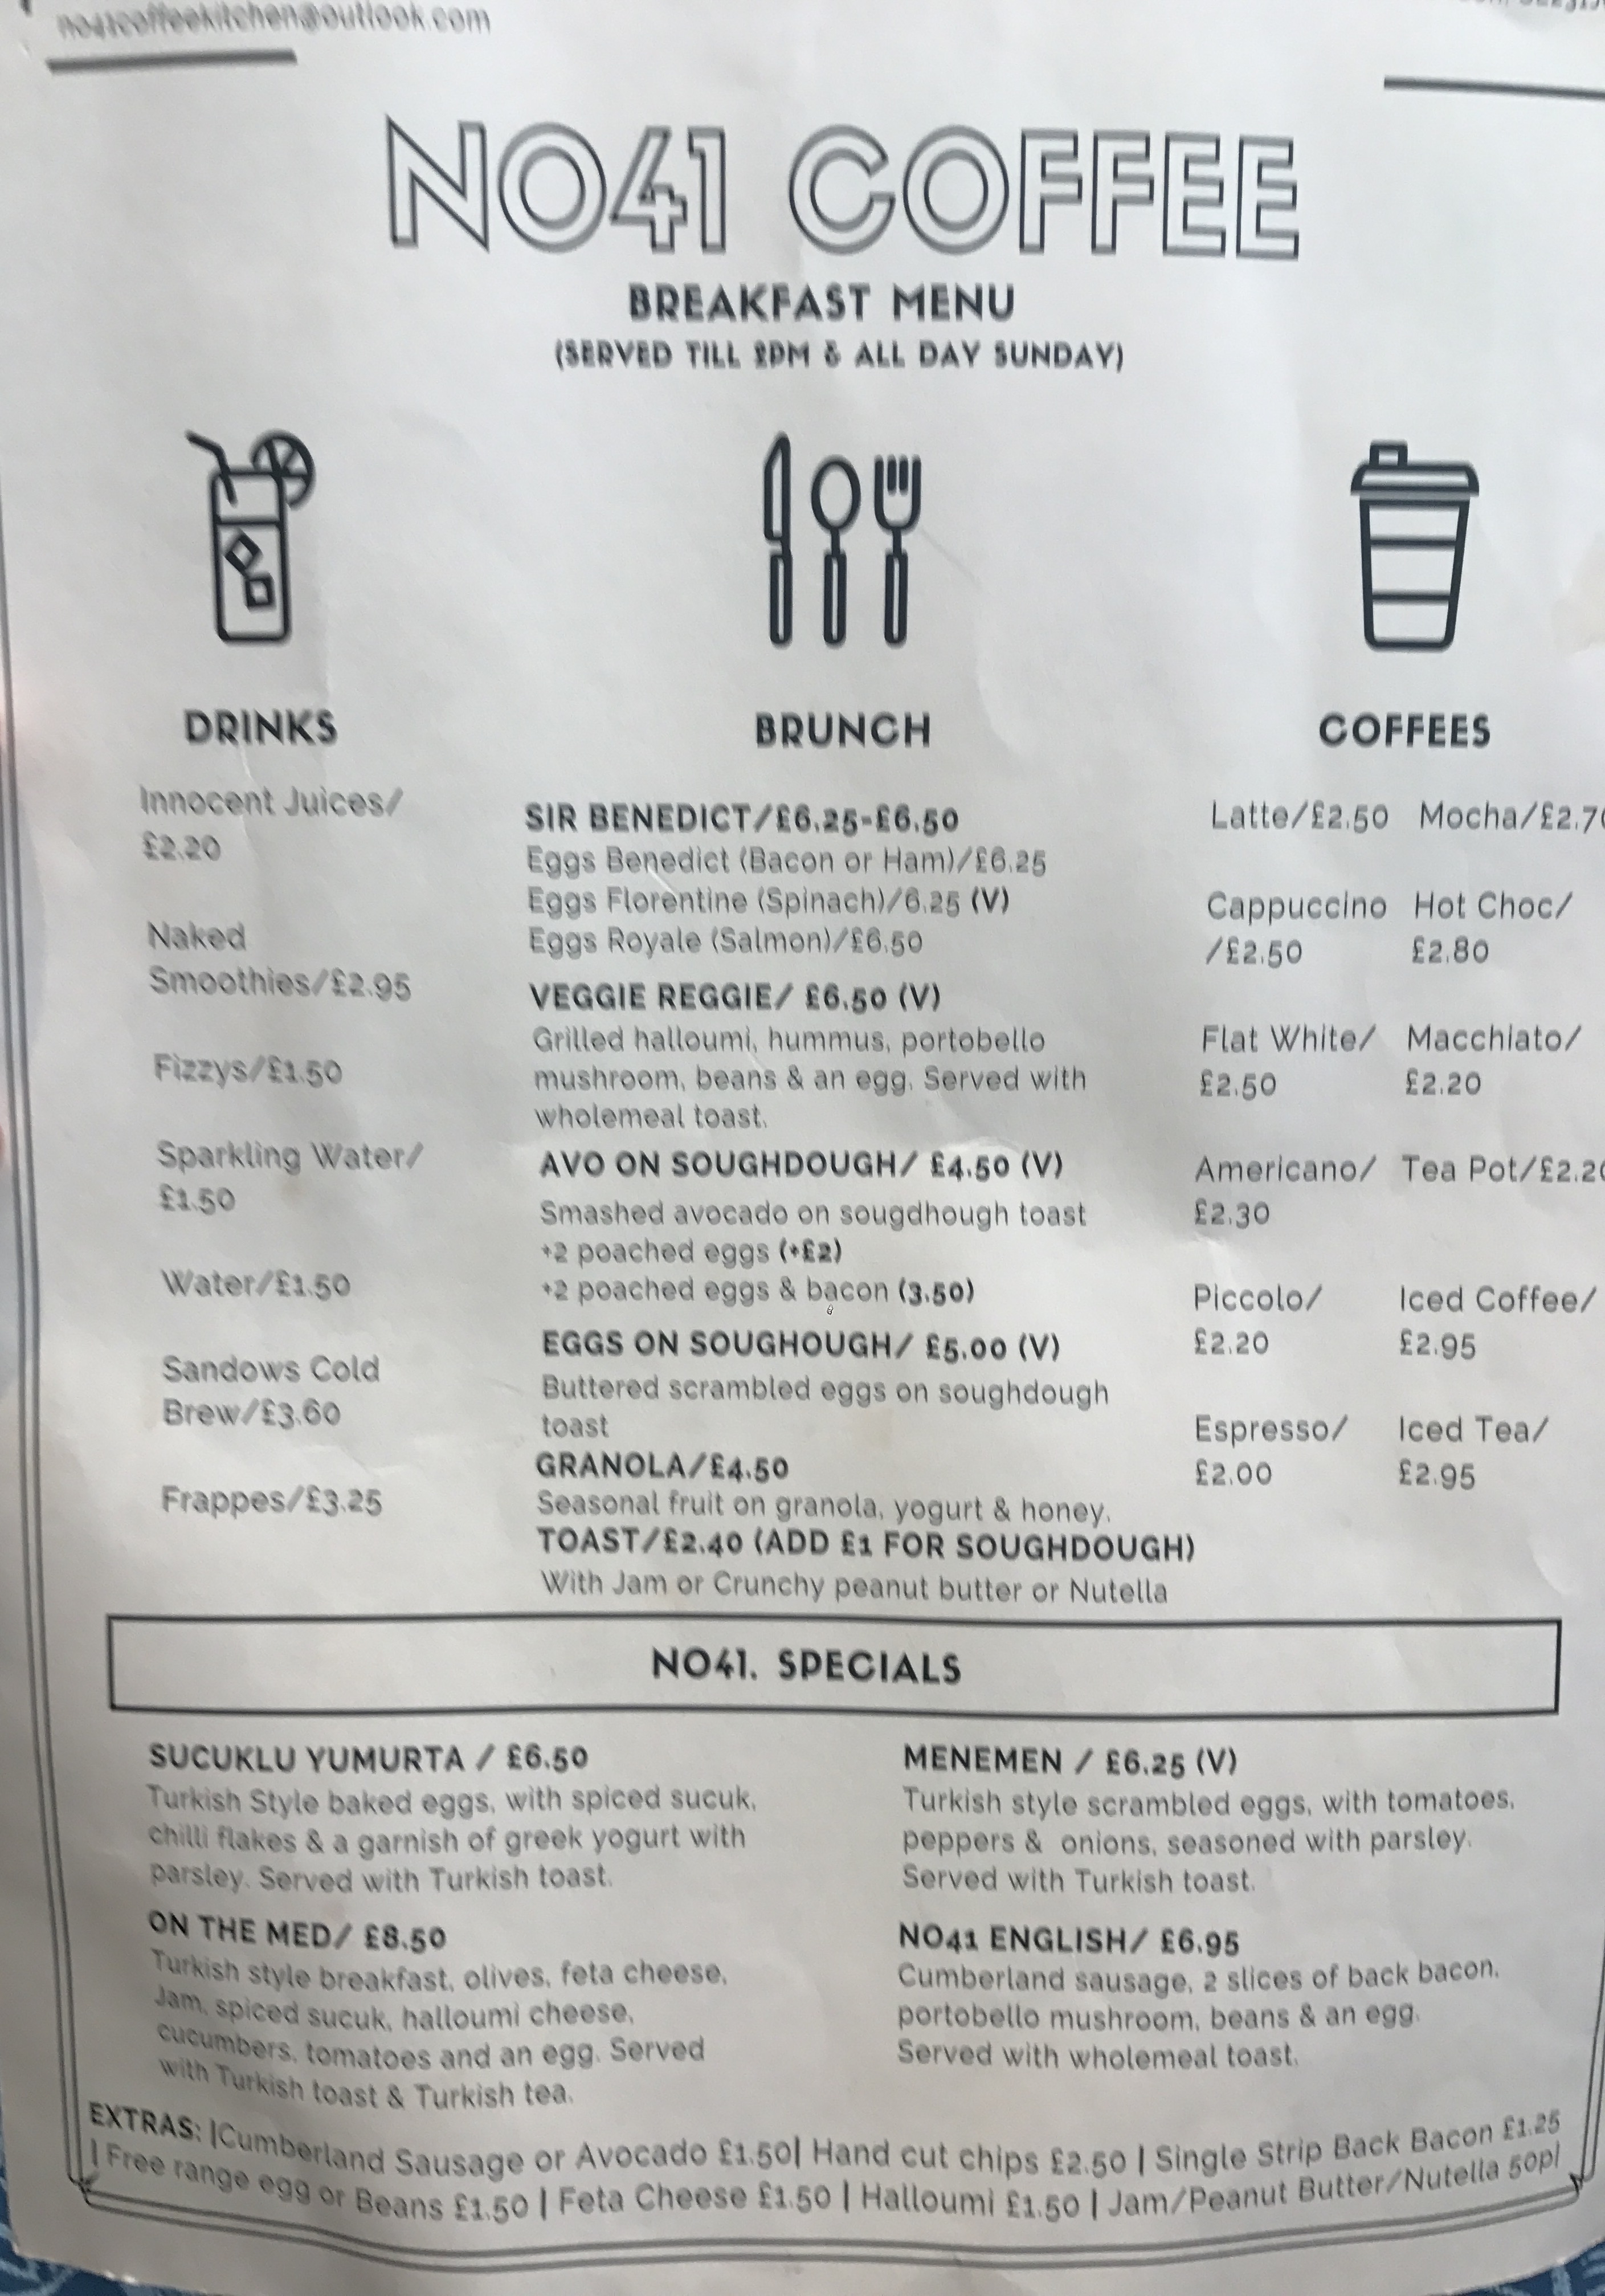 no41coffeekitchen@outlook.com
NO41 COFFEE
BREAKFAST MENU
(SERVED TILL 2PM & ALL DAY SUNDAY)
DRINKS
Innocent Juices/
£2.20
Naked
Smoothies/£2.95
Fizzys/£1.50
Sparkling Water/
£1.50
Water/£1.50
Sandows Cold
Brew/£3.60
Frappes/£3.25
BRUNCH
SIR BENEDICT/£6.25-£6.50
Eggs Benedict (Bacon or Ham)/£6.25
Eggs Florentine (Spinach)/6.25 (V)
Eggs Royale (Salmon)/£6.50
VEGGIE REGGIE/ £6.50 (V)
Grilled halloumi, hummus, portobello
mushroom, beans & an egg. Served with
wholemeal toast.
AVO ON SOUGHDOUGH/ £4.50 (V)
Smashed avocado on sougdhough toast
+2 poached eggs (+£2)
+2 poached eggs & bacon (3.50)
EGGS ON SOUGHOUGH/ £5.00 (V)
Buttered scrambled eggs on soughdough
toast
GRANOLA/£4.50
Seasonal fruit on granola, yogurt & honey.
TOAST/£2.40 (ADD £1 FOR SOUGHDOUGH)
With Jam or Crunchy peanut butter or Nutella
COFFEES
Latte/£2.50
Cappuccino
/£2.50
Flat White/
£2.50
Americano/
£2.30
Piccolo/
£2.20
Espresso/
£2.00
Mocha/£2.70
Hot Choc/
£2.80
Macchiato/
£2.20
Tea Pot/£2.20
Iced Coffee/
£2.95
Iced Tea/
£2.95
NO41. SPECIALS
SUCUKLU YUMURTA / £6.50
Turkish Style baked eggs, with spiced sucuk,
chilli flakes & a garnish of greek yogurt with
parsley. Served with Turkish toast.
ON THE MED/ £8.50
Turkish style breakfast, olives, feta cheese,
Jam, spiced sucuk, halloumi cheese,
cucumbers, tomatoes and an egg. Served
with Turkish toast & Turkish tea.
MENEMEN / £6.25 (V)
Turkish style scrambled eggs, with tomatoes,
peppers & onions, seasoned with parsley.
Served with Turkish toast.
NO41 ENGLISH/ £6.95
Cumberland sausage, 2 slices of back bacon,
portobello mushroom, beans & an egg.
Served with wholemeal toast.
EXTRAS: |Cumberland Sausage or Avocado £1.50| Hand cut chips £2.50 | Single Strip Back Bacon £1.25
| Free range egg or Beans £1.50 | Feta Cheese £1.50 | Halloumi £1.50 | Jam/Peanut Butter/Nutella 50p|